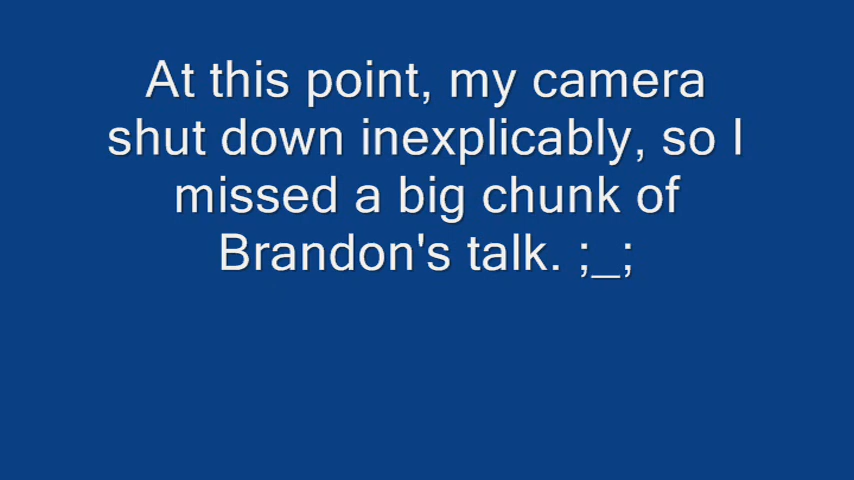 At this point, my camera
shut down inexplicably, so I
missed a big chunk of
Brandon's talk. ;_;